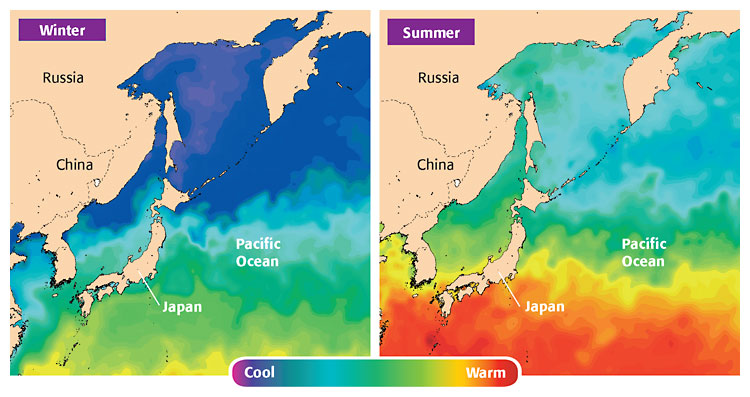 Winter
Russia
China
Pacific
Ocean
Japan
Summer
Russia
China
Pacific
Ocean
Japan
Cool
Warm